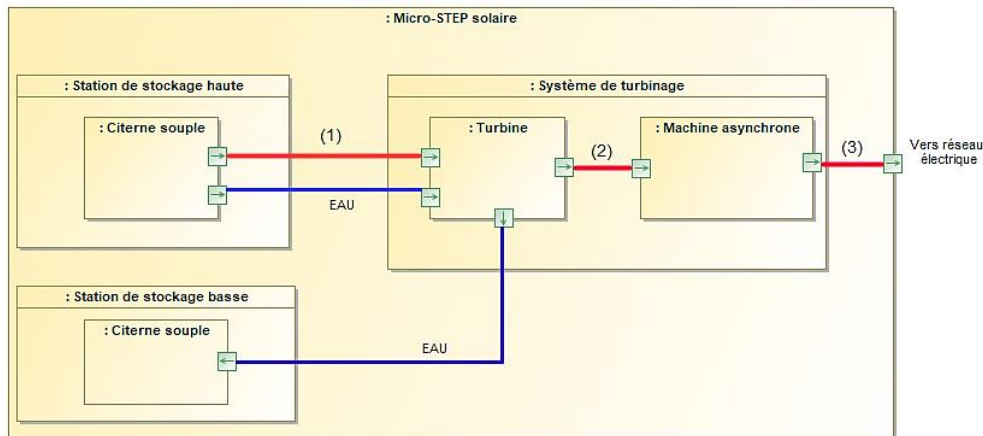 : Micro-STEP solaire
: Station de stockage haute
: Système de turbinage
: Citerne souple
(1)
: Turbine
(2)
: Machine asynchrone
(3)
Vers réseau
électrique
EAU
: Station de stockage basse
: Citerne souple
EAU